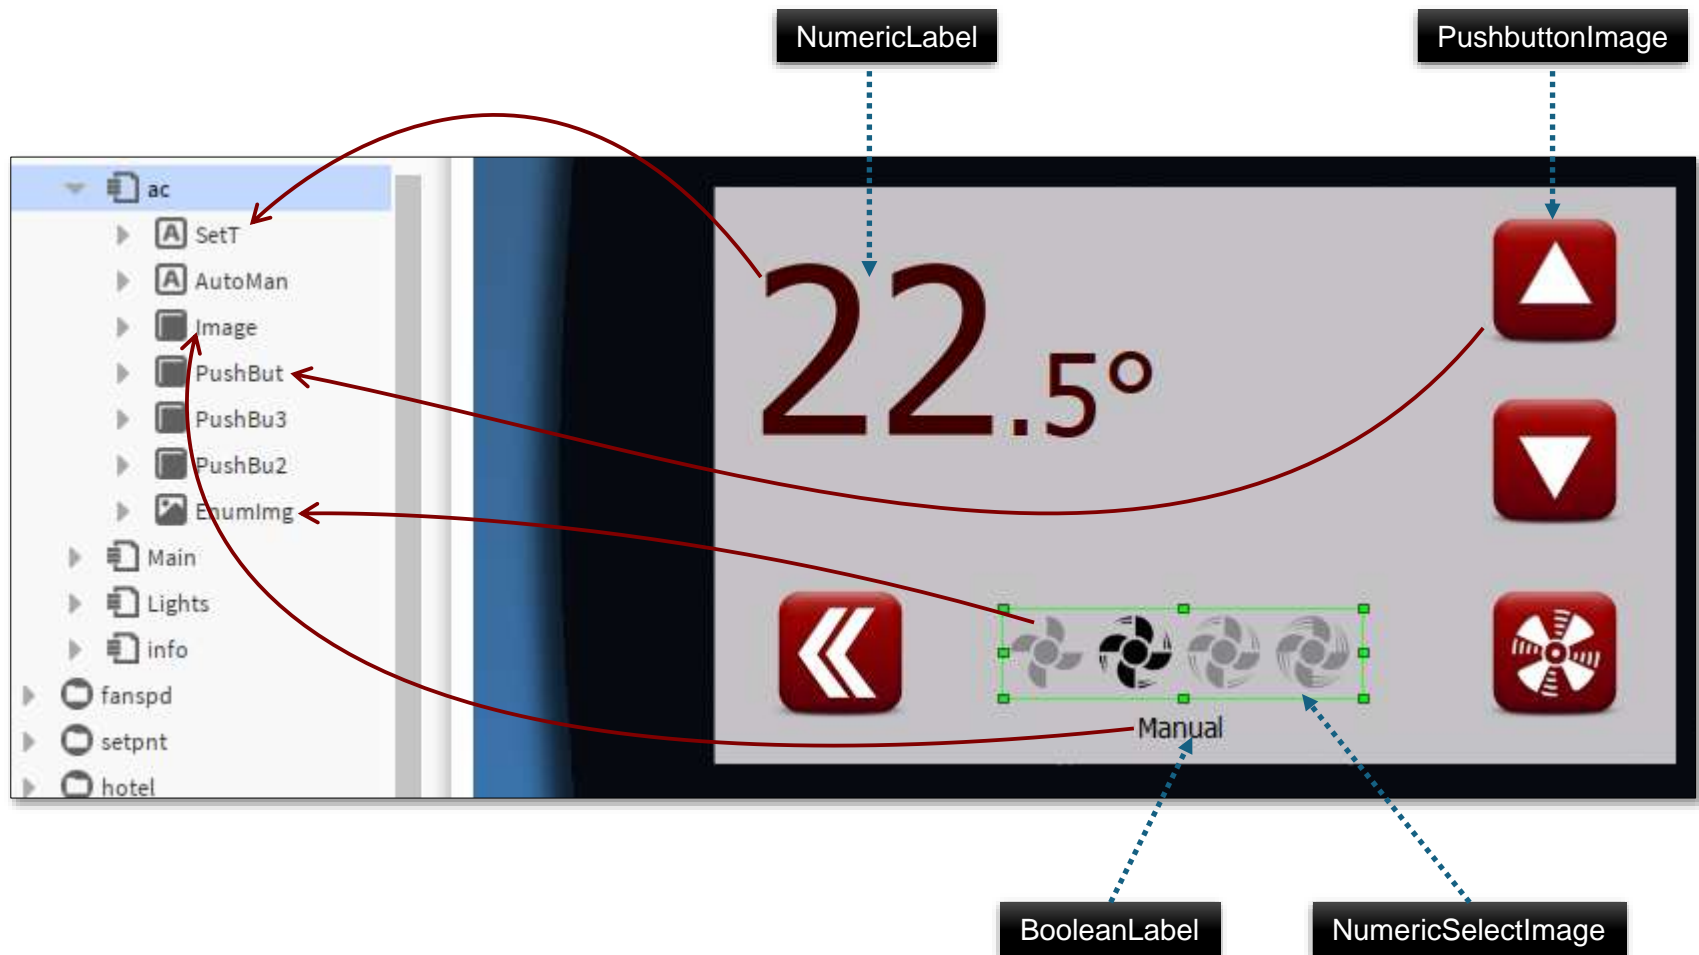 NumericLabel
PushbuttonImage
ac
SetT
AutoMan
Image
PushBut
PushBu3
PushBu2
EnumImg
Main
Lights
info
fanspd
setpnt
hotel
22.5°
Manual
BooleanLabel
NumericSelectImage